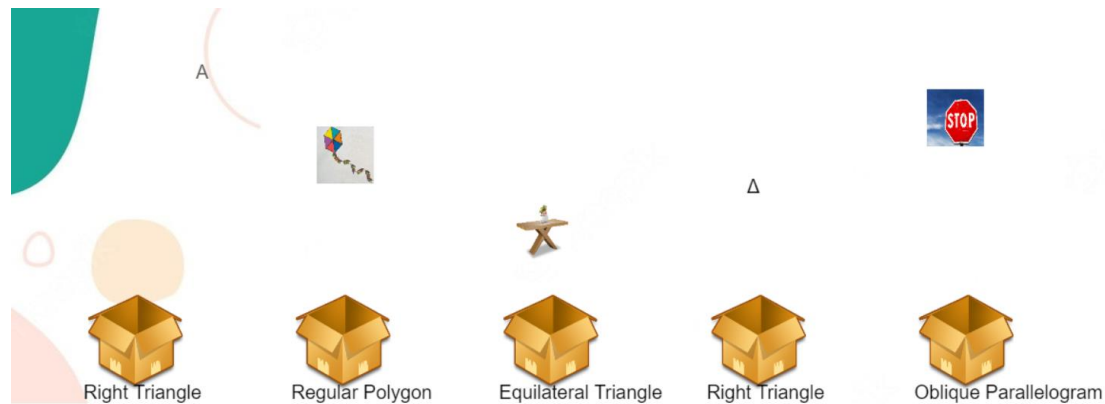 A
STOP
Δ
Right Triangle
Regular Polygon
Equilateral Triangle
Right Triangle
Oblique Parallelogram